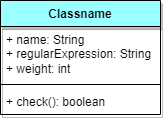 Classname
+ name: String
+ regularExpression: String
+ weight: int
+ check(): boolean